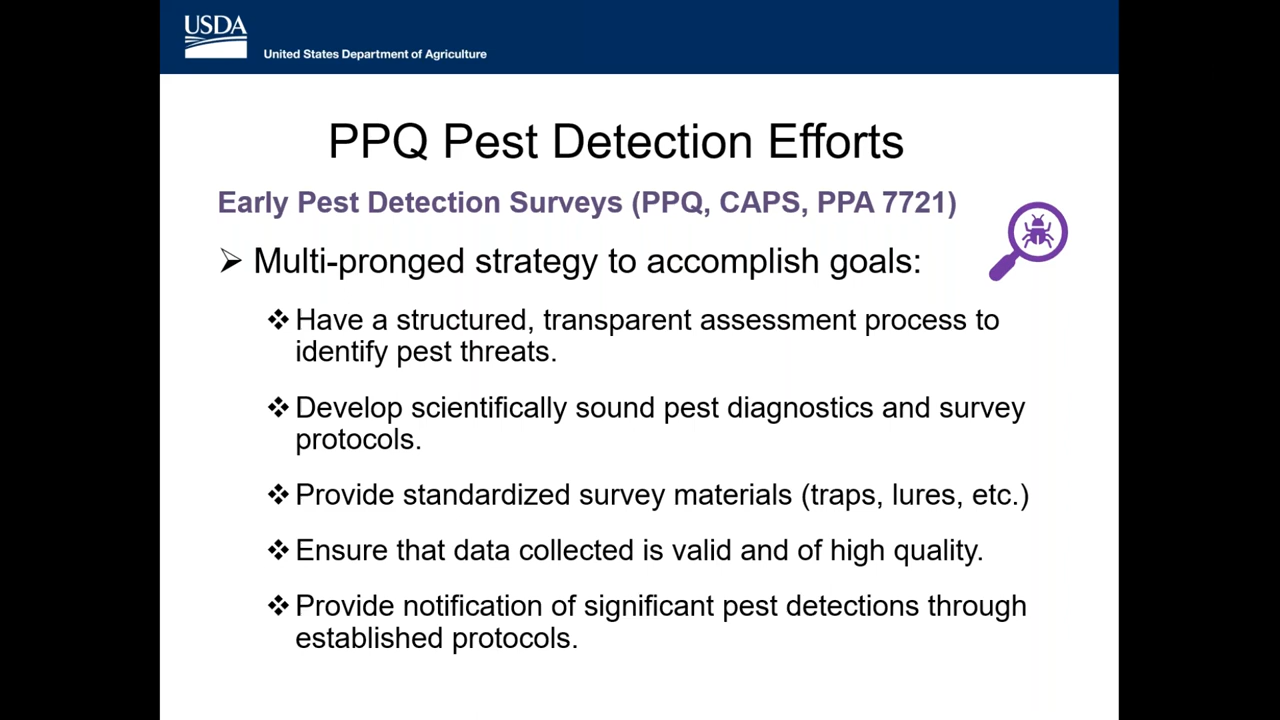 USDA
United States Department of Agriculture
PPQ Pest Detection Efforts
Early Pest Detection Surveys (PPQ, CAPS, PPA 7721)
➢ Multi-pronged strategy to accomplish goals:
❖ Have a structured, transparent assessment process to
identify pest threats.
❖ Develop scientifically sound pest diagnostics and survey
protocols.
❖ Provide standardized survey materials (traps, lures, etc.)
❖ Ensure that data collected is valid and of high quality.
❖ Provide notification of significant pest detections through
established protocols.